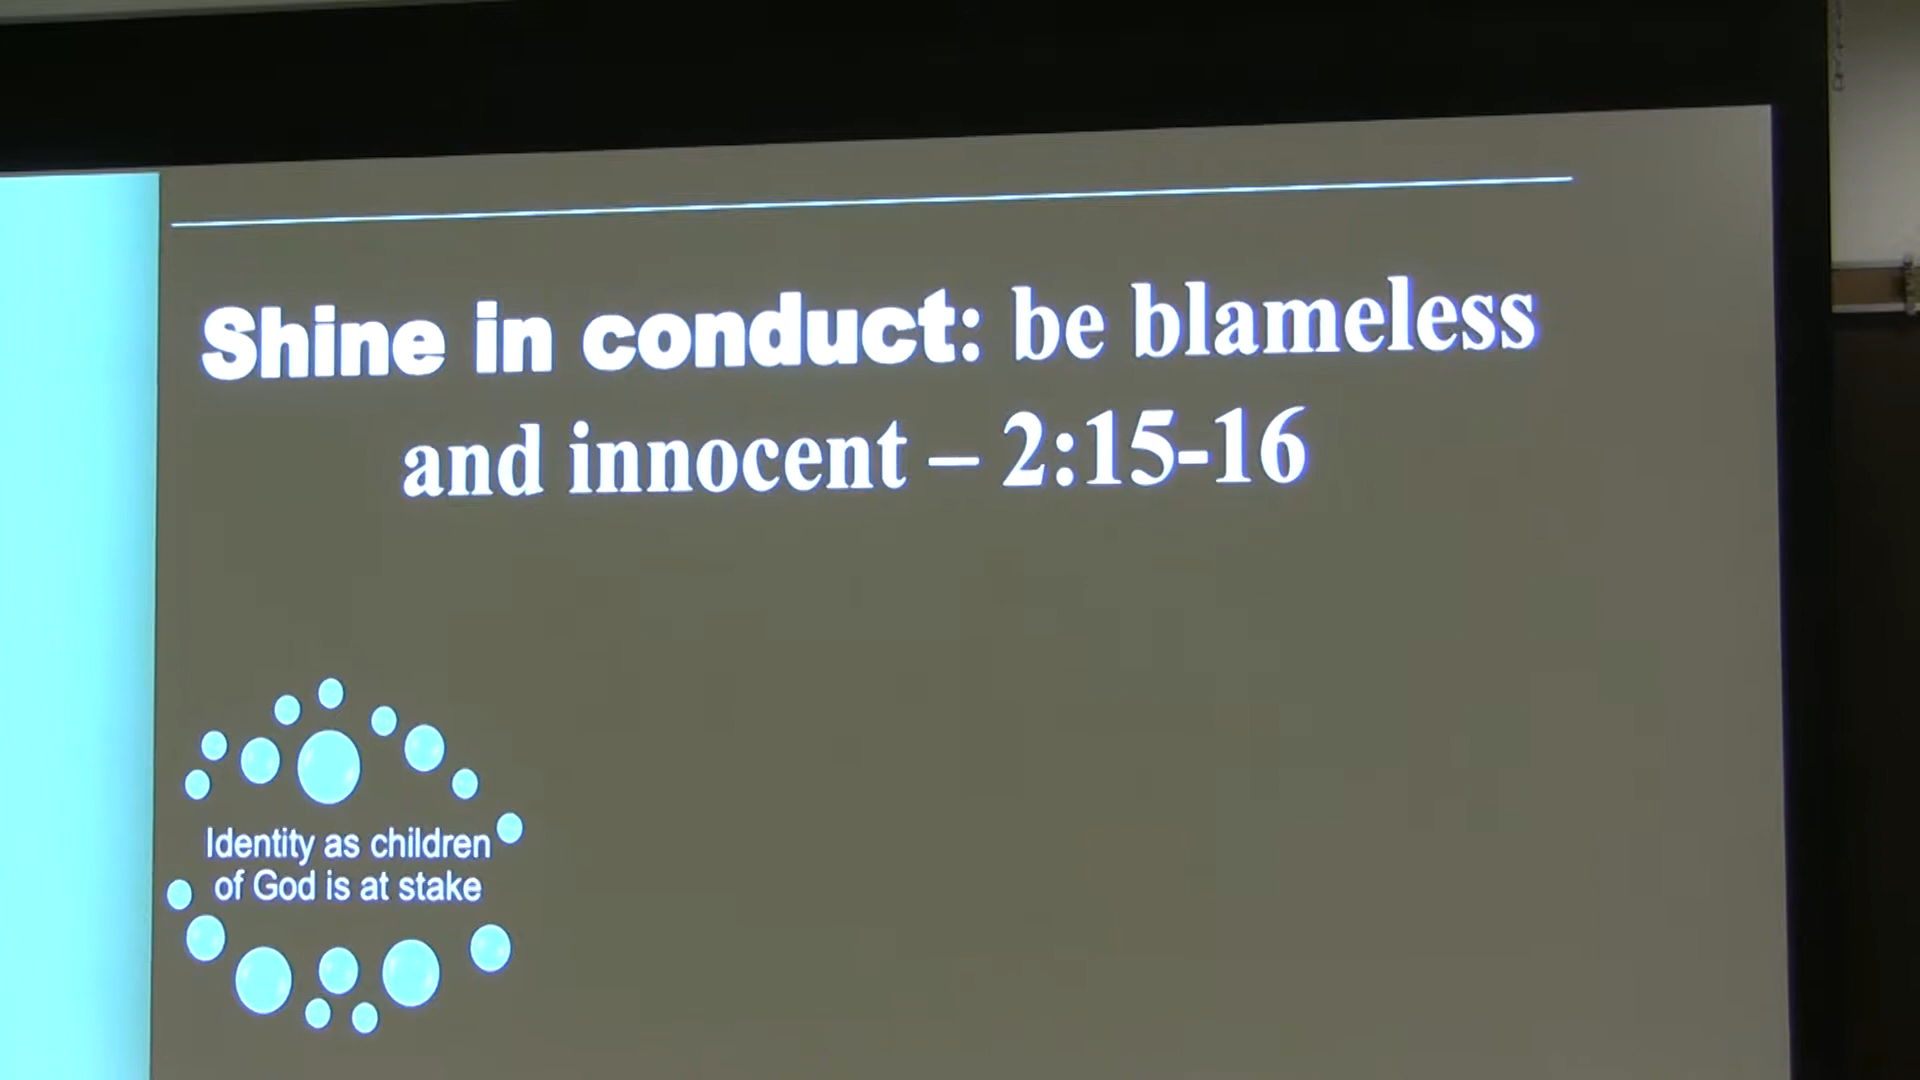 Shine in conduct: be blameless
and innocent – 2:15-16
Identity as children
of God is at stake